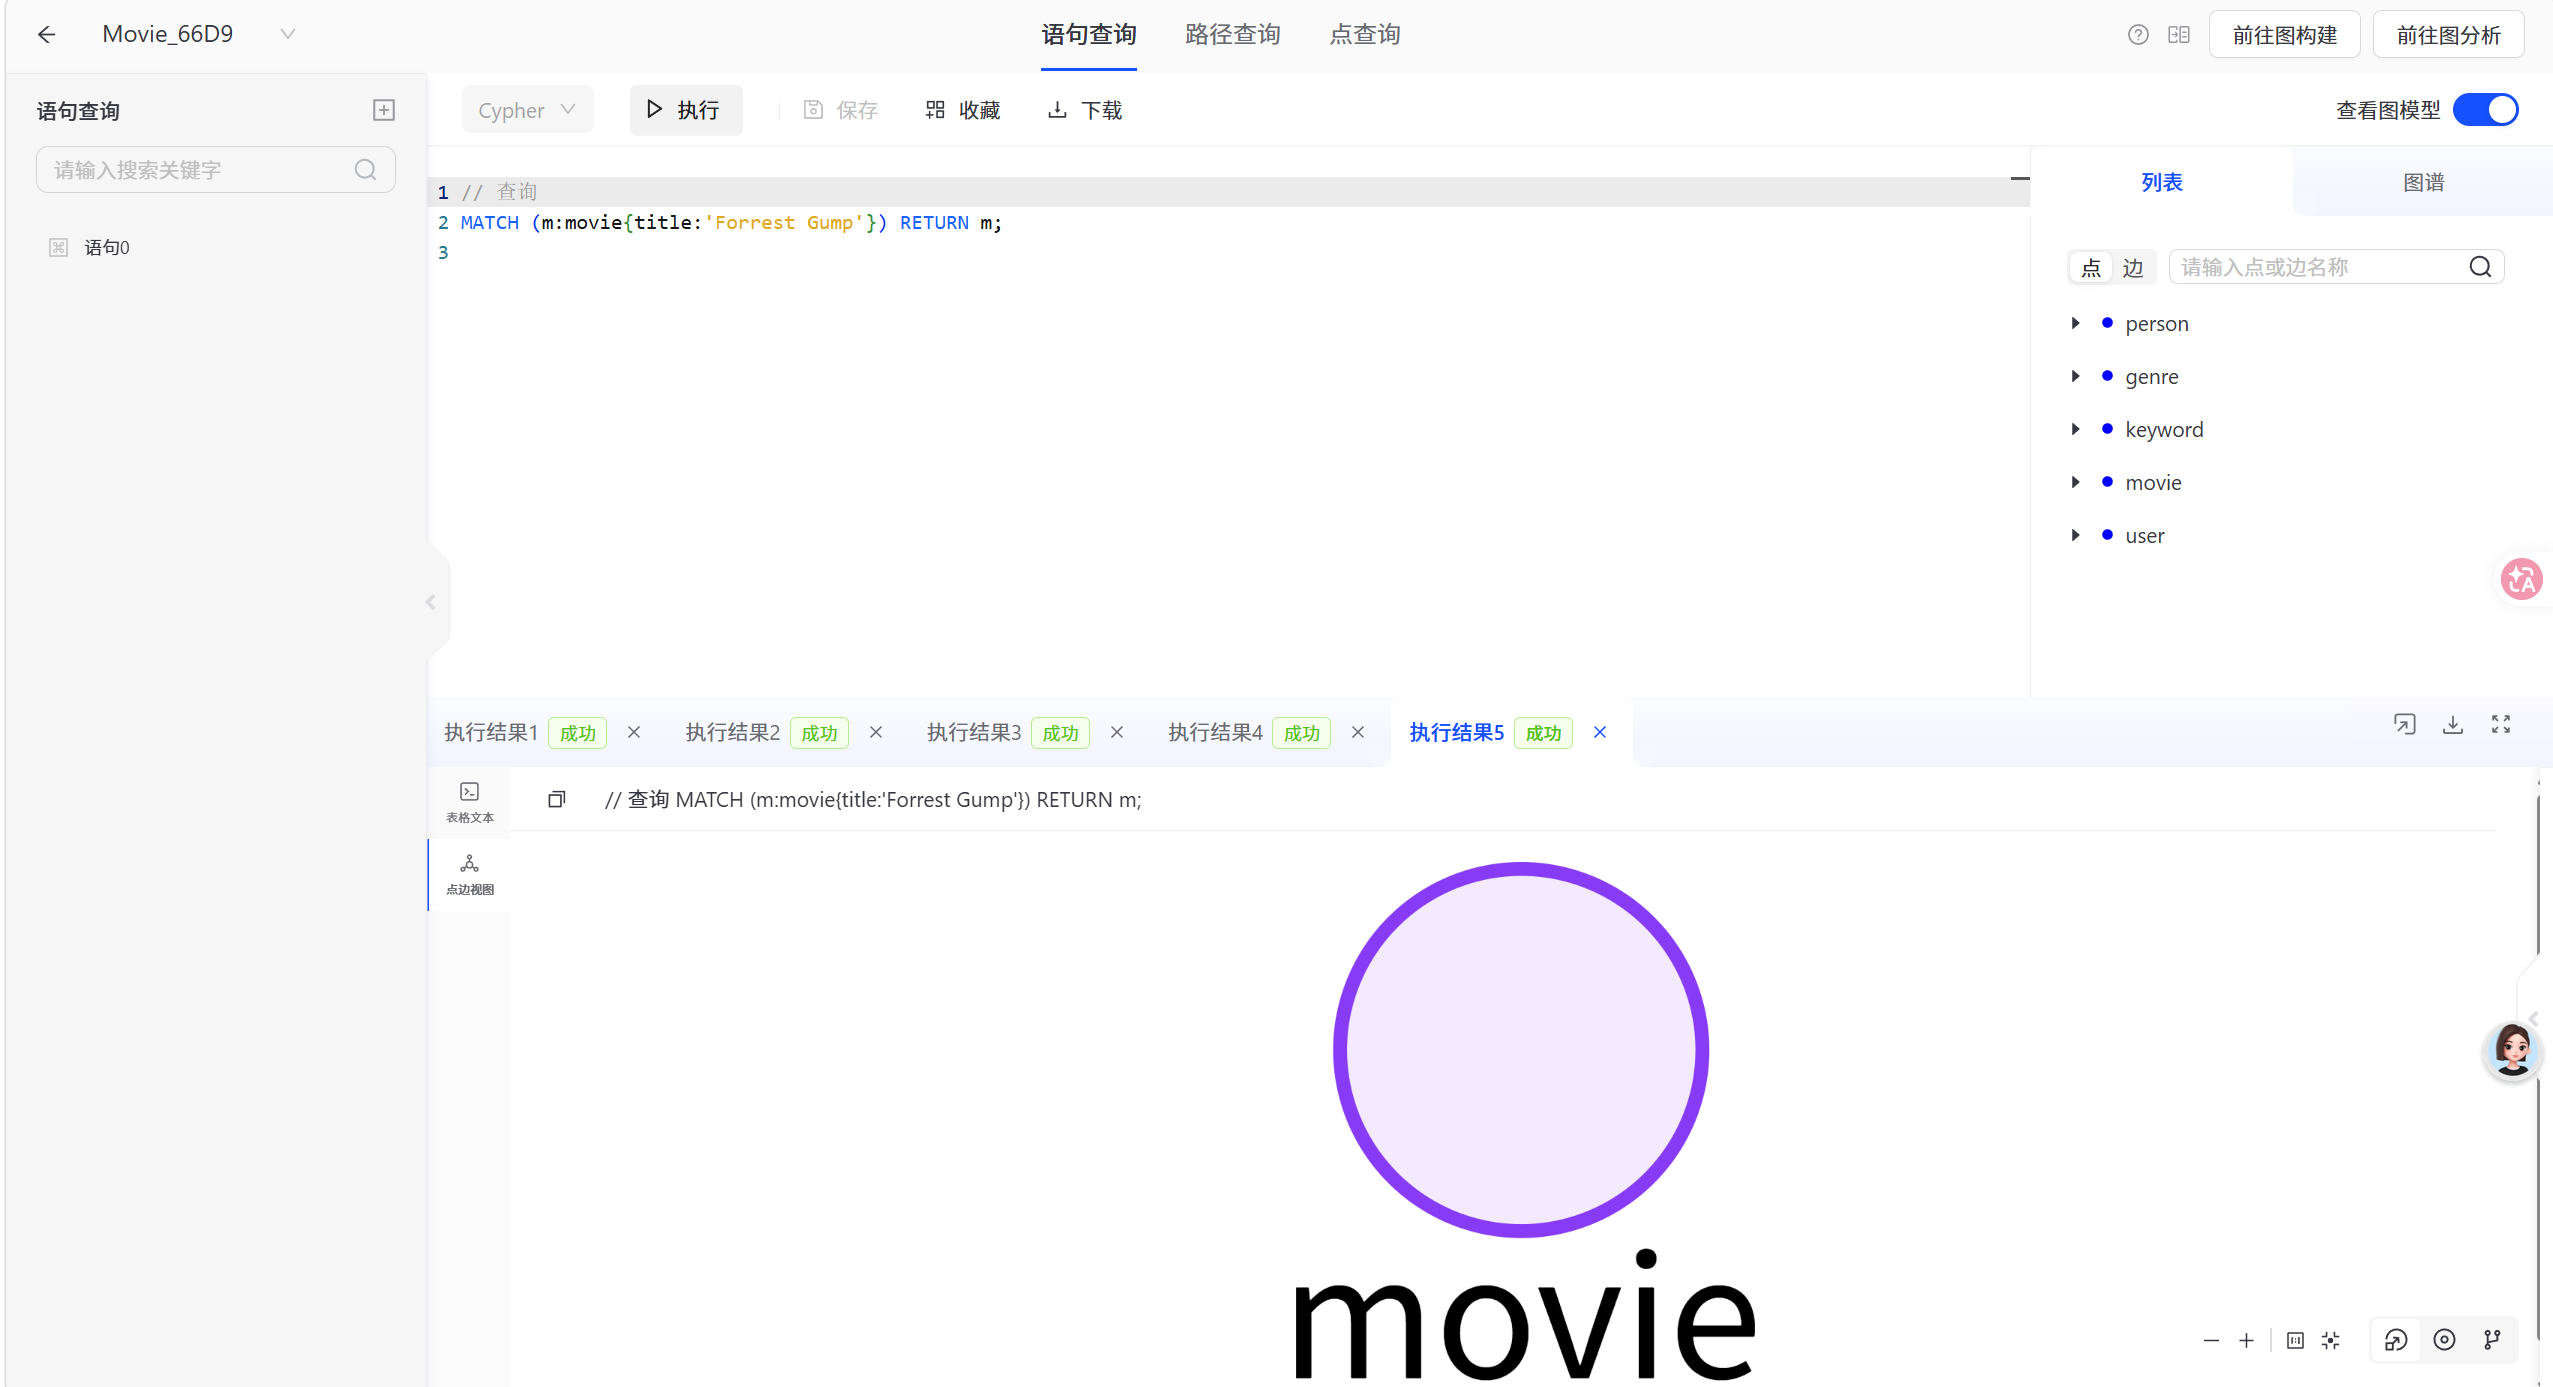 Movie_66D9
语句查询
路径查询
点查询
前往图构建
前往图分析
语句查询
请输入搜索关键字
语句0
Cypher
执行
保存
收藏
下载
查看图模型
1 // 查询
2 MATCH (m:movie{title:'Forrest Gump'}) RETURN m;
3
列表
图谱
点
边
请输入点或边名称
person
genre
keyword
movie
user
执行结果1 成功
执行结果2 成功
执行结果3 成功
执行结果4 成功
执行结果5 成功
表格文本
点边视图
// 查询 MATCH (m:movie{title:'Forrest Gump'}) RETURN m;
movie